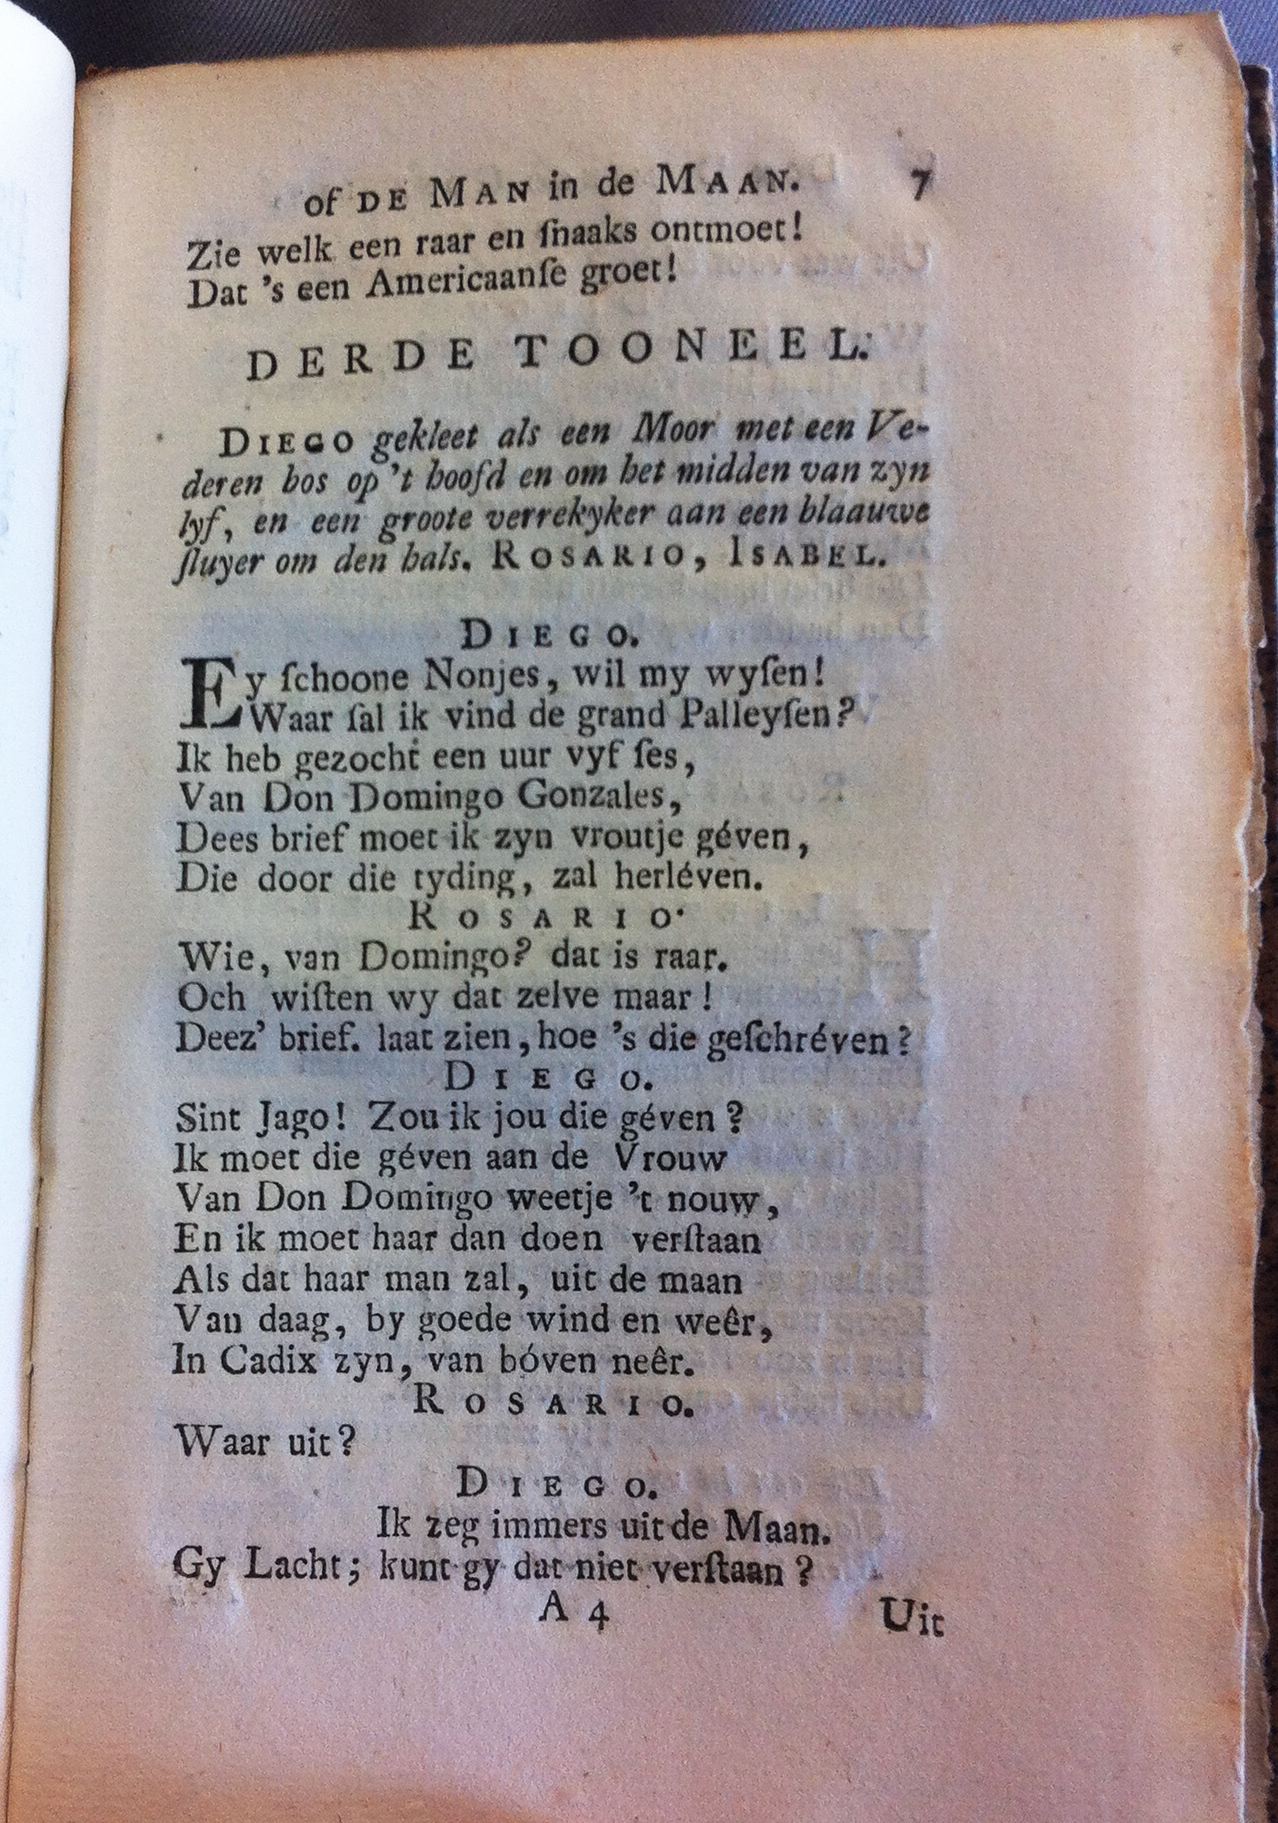 of DE MAN in de MAAN. 7
Zie welk een raar en ſnaaks ontmoet!
Dat 's een Americaanſe groet!
DERDE TOONEEL.
DIEGO gekleet als een Moor met een Ve-
deren bos op 't hoofd en om het midden van zyn
lyf, en een groote verrekyker aan een blaauwe
ſluyer om den hals. ROSARIO, ISABEL.
DIEGO.
Ey ſchoone Nonjes, wil my wyſen!
Waar ſal ik vind de grand Palleyſen?
Ik heb gezocht een uur vyf ſes,
Van Don Domingo Gonzales,
Dees brief moet ik zyn vroutje géven,
Die door die tyding, zal herléven.
ROSARIO.
Wie, van Domingo? dat is raar.
Och wiſten wy dat zelve maar!
Deez' brief. laat zien, hoe 's die geſchréven?
DIEGO.
Sint Jago! Zou ik jou die géven?
Ik moet die géven aan de Vrouw
Van Don Domingo weetje 't nouw,
En ik moet haar dan doen verſtaan
Als dat haar man zal, uit de maan
Van daag, by goede wind en weêr,
In Cadix zyn, van bóven neêr.
ROSARIO.
Waar uit?
DIEGO.
Ik zeg immers uit de Maan.
Gy Lacht; kunt gy dat niet verſtaan?
A 4 Uit